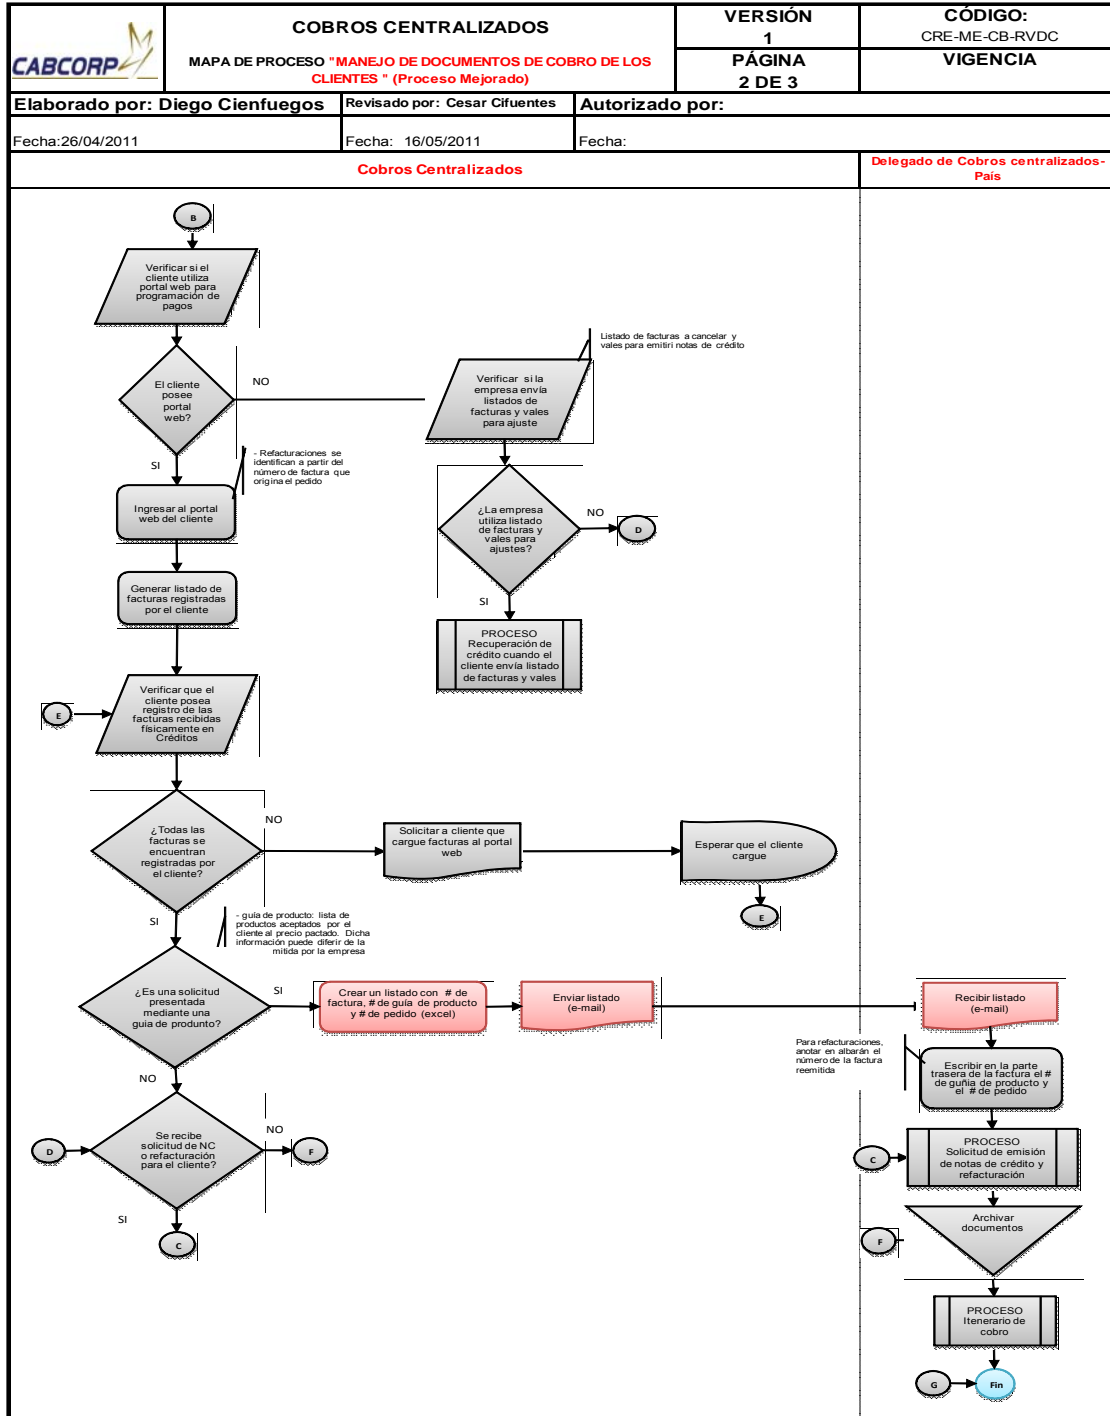 CABCORP
COBROS CENTRALIZADOS
MAPA DE PROCESO "MANEJO DE DOCUMENTOS DE COBRO DE LOS
CLIENTES " (Proceso Mejorado)
VERSIÓN
1
PÁGINA
2 DE 3
CÓDIGO:
CRE-ME-CB-RVDC
VIGENCIA
Elaborado por: Diego Cienfuegos
Revisado por: Cesar Cifuentes
Autorizado por:
Fecha:26/04/2011
Fecha: 16/05/2011
Fecha:
Cobros Centralizados
Delegado de Cobros centralizados-
País
B
Verificar si el
cliente utiliza
portal web para
programación de
pagos
El cliente
posee
portal
web?
NO
SI
Listado de facturas a cancelar y
vales para emitiri notas de crédito
Verificar si la
empresa envía
listados de
facturas y vales
para ajuste
- Refacturaciones se
identifican a partir del
número de factura que
origina el pedido
Ingresar al portal
web del cliente
¿La empresa
utiliza listado
de facturas y
vales para
ajustes?
NO
D
SI
Generar listado de
facturas registradas
por el cliente
PROCESO
Recuperación de
crédito cuando el
cliente envía listado
de facturas y vales
Verificar que el
cliente posea
registro de las
facturas recibidas
físicamente en
Créditos
E
¿Todas las
facturas se
encuentran
registradas por
el cliente?
NO
SI
Solicitar a cliente que
cargue facturas al portal
web
Esperar que el cliente
cargue
E
- guía de producto: lista de
productos aceptados por el
cliente al precio pactado. Dicha
información puede diferir de la
mitida por la empresa
¿Es una solicitud
presentada
mediante una
guia de produnto?
SI
NO
Crear un listado con # de
factura, # de guía de producto
y # de pedido (excel)
Enviar listado
(e-mail)
Recibir listado
(e-mail)
Para refacturaciones,
anotar en albarán el
número de la factura
reemitida
Escribir en la parte
trasera de la factura el #
de guñia de producto y
el # de pedido
D
Se recibe
solicitud de NC
o refacturación
para el cliente?
NO
F
SI
C
C
PROCESO
Solicitud de emisión
de notas de crédito y
refacturación
F
Archivar
documentos
PROCESO
Itenerario de
cobro
G
Fin